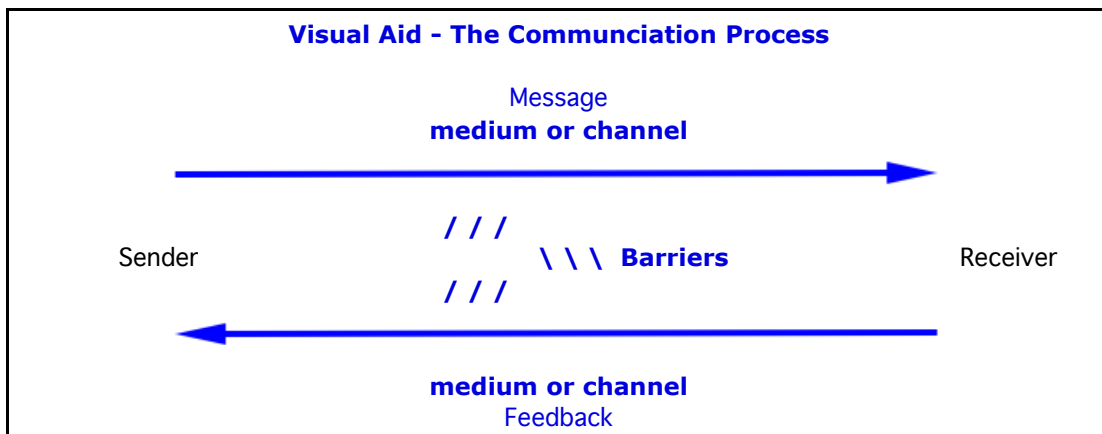 Visual Aid - The Communciation Process
Message
medium or channel
/ / /
Sender
\ \ \ Barriers
Receiver
/ / /
medium or channel
Feedback